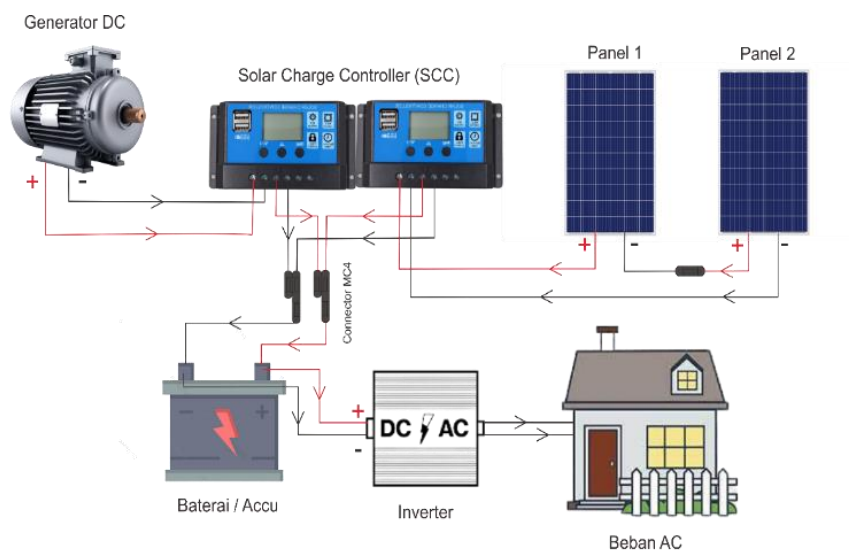 Generator DC
Solar Charge Controller (SCC)
Panel 1
Panel 2
+
-
+
-
+
-
Connector MC4
-
+
+
-
DC
AC
Baterai / Accu
Inverter
Beban AC